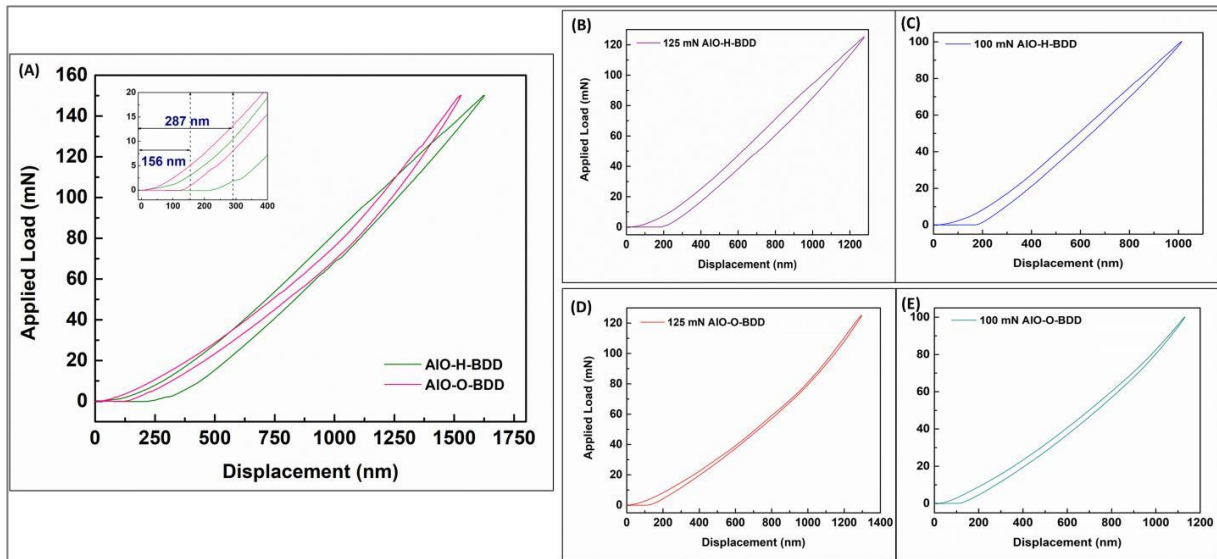 (A)
160
140
120
100
80
60
40
20
0
Applied Load (mN)
0 250 500 750 1000 1250 1500 1750
Displacement (nm)
20
15
10
5
0
0 100 200 300 400
287 nm
156 nm
AlO-H-BDD
AlO-O-BDD
(B)
125 mN AlO-H-BDD
120
100
80
60
40
20
0
Applied Load (mN)
0 200 400 600 800 1000 1200
Displacement (nm)
(C)
100 mN AlO-H-BDD
100
80
60
40
20
0
0 200 400 600 800 1000
Displacement (nm)
(D)
125 mN AlO-O-BDD
120
100
80
60
40
20
0
Applied Load (mN)
0 200 400 600 800 1000 1200 1400
Displacement (nm)
(E)
100 mN AlO-O-BDD
100
80
60
40
20
0
0 200 400 600 800 1000 1200
Displacement (nm)